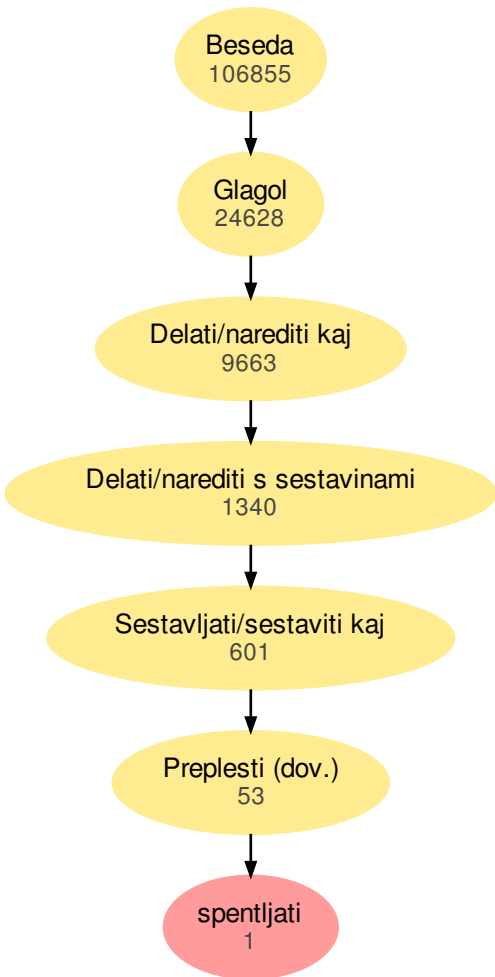 Beseda
106855
Glagol
24628
Delati/narediti kaj
9663
Delati/narediti s sestavinami
1340
Sestavljati/sestaviti kaj
601
Preplesti (dov.)
53
spentljati
1